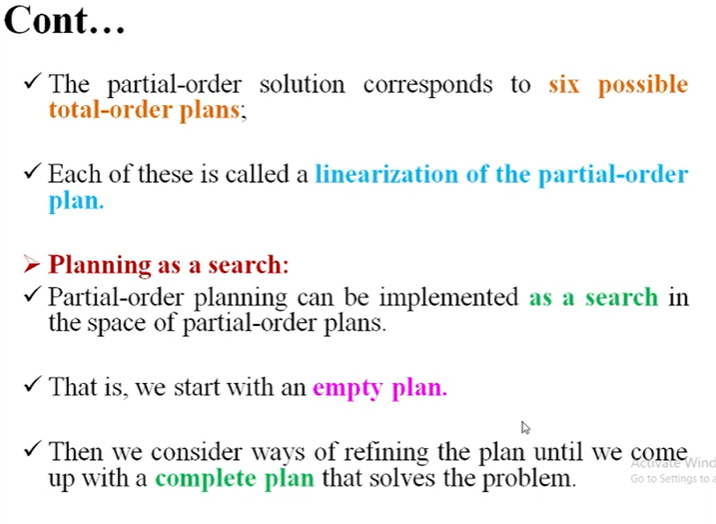 Cont…
✓ The partial-order solution corresponds to six possible
total-order plans;
✓ Each of these is called a linearization of the partial-order
plan.
➢ Planning as a search:
✓ Partial-order planning can be implemented as a search in
the space of partial-order plans.
✓ That is, we start with an empty plan.
✓ Then we consider ways of refining the plan until we come
up with a complete plan that solves the problem.
Activate Wind
Go to Settings to a